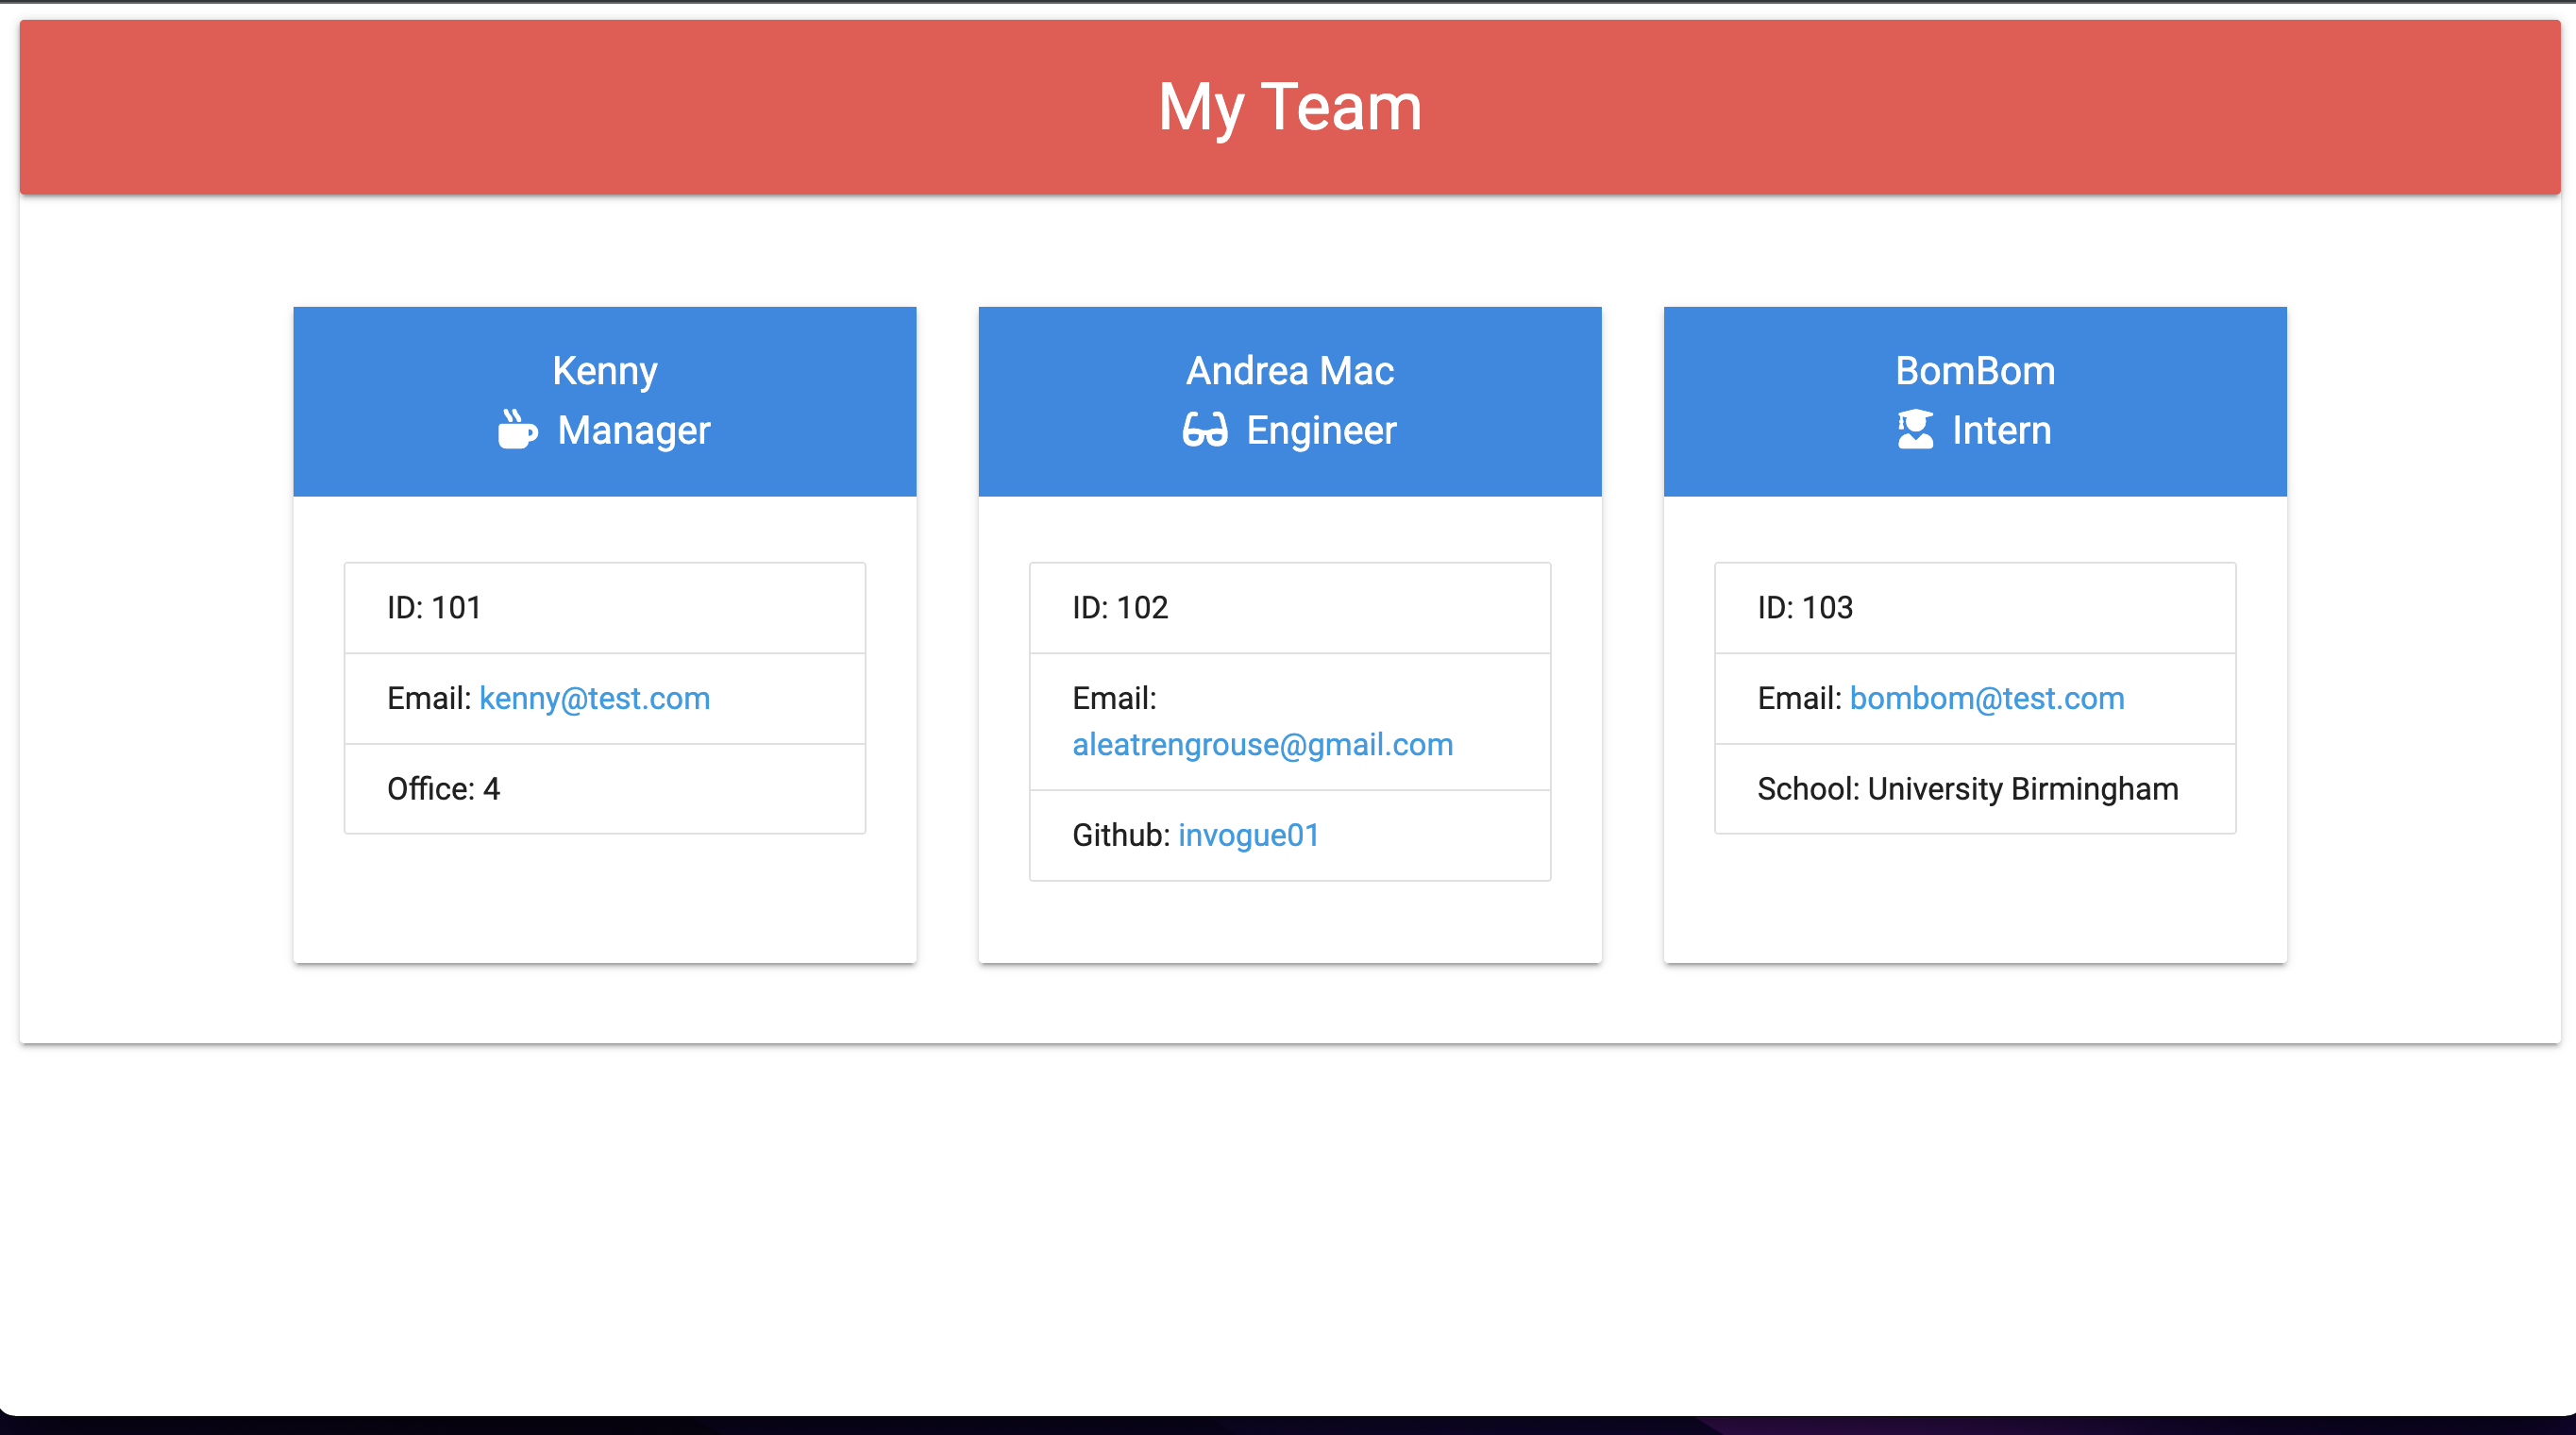 My Team
Kenny
Manager
ID: 101
Email: kenny@test.com
Office: 4
Andrea Mac
Engineer
ID: 102
Email:
aleatrengrouse@gmail.com
Github: invogue01
BomBom
Intern
ID: 103
Email: bombom@test.com
School: University Birmingham